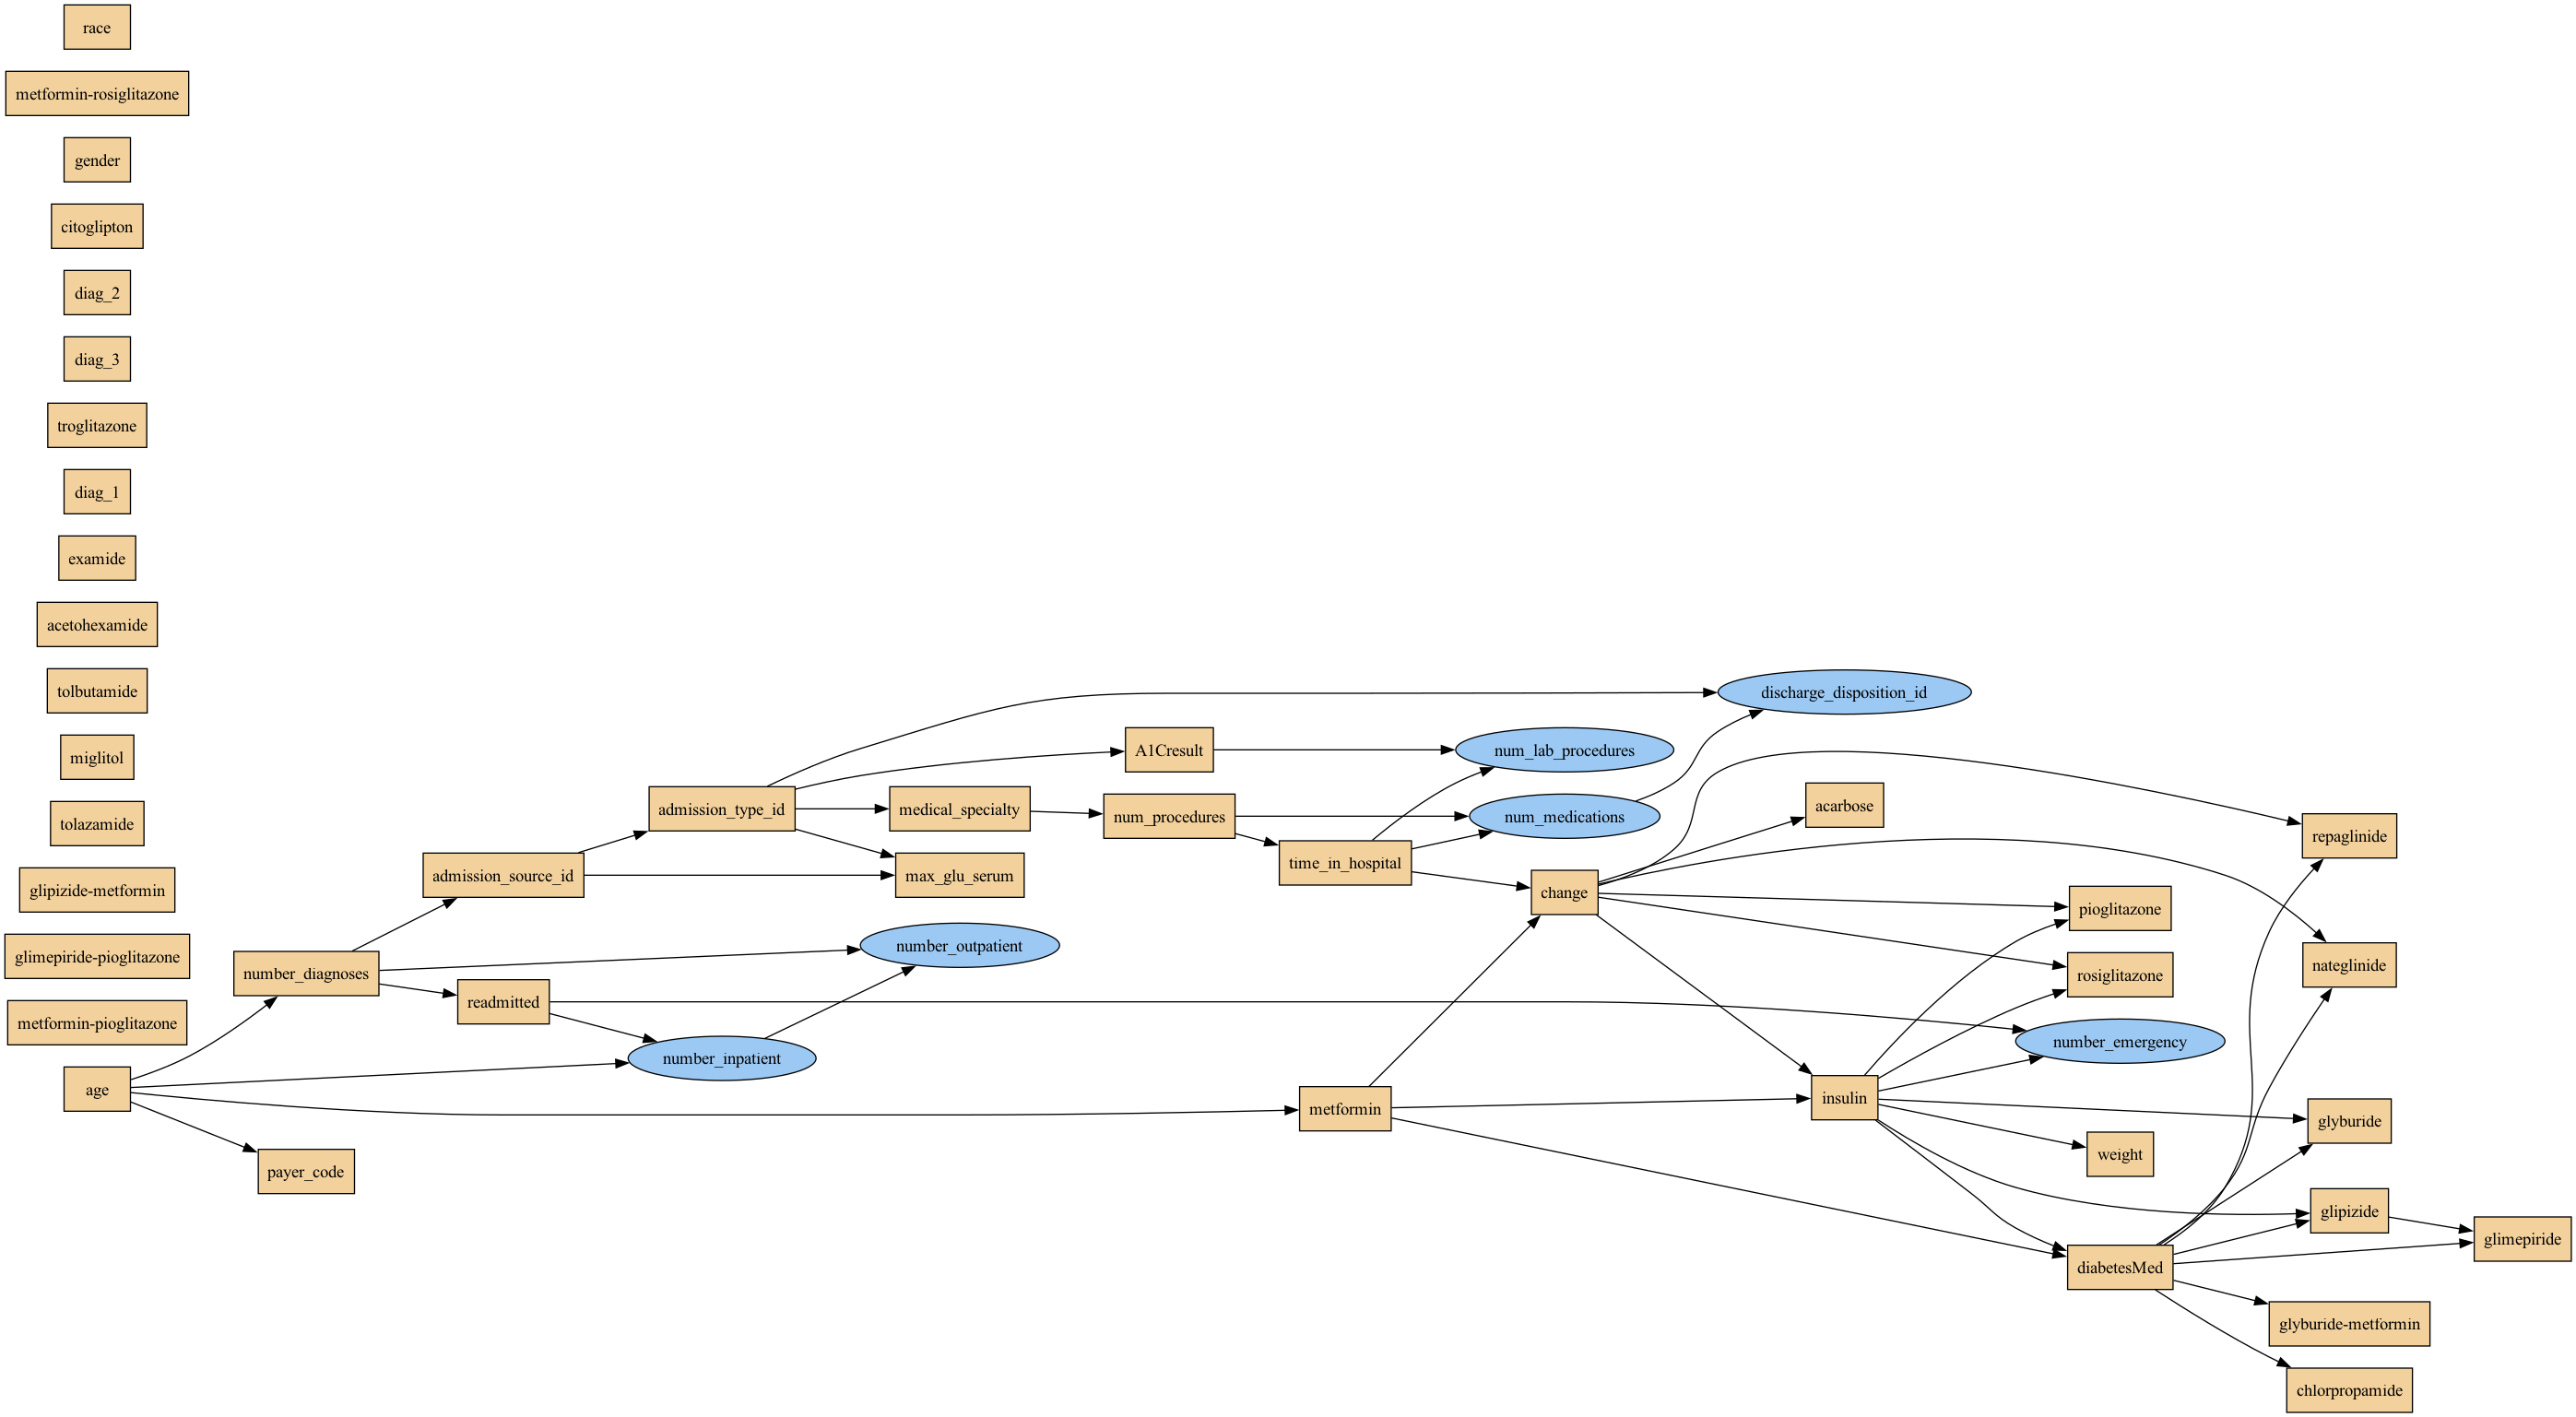 race
metformin-rosiglitazone
gender
citoglipton
diag_2
diag_3
troglitazone
diag_1
examide
acetohexamide
tolbutamide
miglitol
tolazamide
glipizide-metformin
glimepiride-pioglitazone
metformin-pioglitazone
age
number_diagnoses
payer_code
admission_source_id
readmitted
admission_type_id
number_inpatient
medical_specialty
max_glu_serum
number_outpatient
A1Cresult
num_procedures
time_in_hospital
metformin
num_lab_procedures
num_medications
change
discharge_disposition_id
acarbose
insulin
pioglitazone
rosiglitazone
number_emergency
weight
diabetesMed
repaglinide
nateglinide
glyburide
glipizide
glyburide-metformin
chlorpropamide
glimepiride